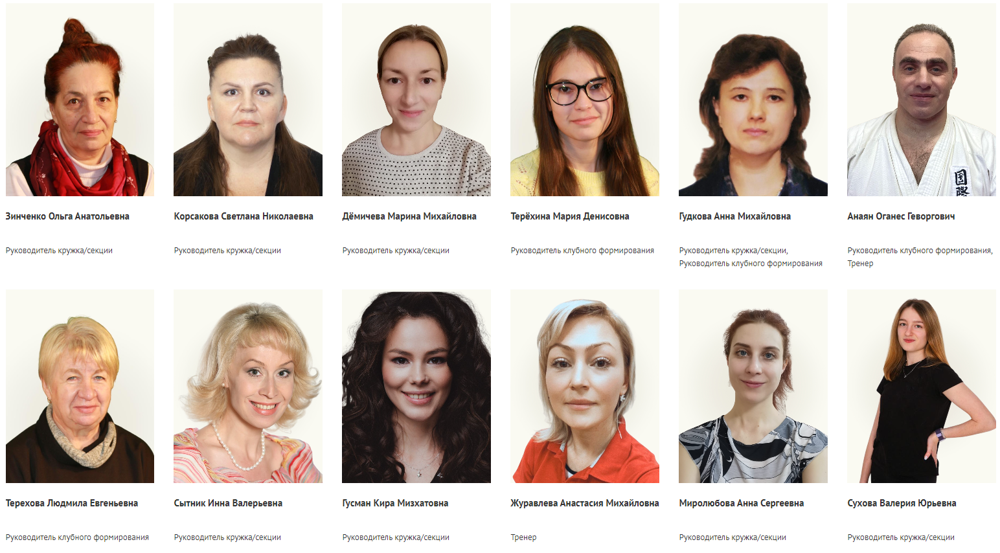 国際
Зинченко Ольга Анатольевна
Корсакова Светлана Николаевна
Дёмичева Марина Михайловна
Терёхина Мария Денисовна
Гудкова Анна Михайловна
Анаян Оганес Геворгович
Руководитель кружка/секции
Руководитель кружка/секции
Руководитель кружка/секции
Руководитель клубного формирования
Руководитель кружка/секции,
Руководитель клубного формирования
Руководитель клубного формирования,
Тренер
Терехова Людмила Евгеньевна
Сытник Инна Валерьевна
Гусман Кира Мизхатовна
Журавлева Анастасия Михайловна
Миролюбова Анна Сергеевна
Сухова Валерия Юрьевна
Руководитель клубного формирования
Руководитель кружка/секции
Руководитель кружка/секции
Тренер
Руководитель кружка/секции
Руководитель кружка/секции